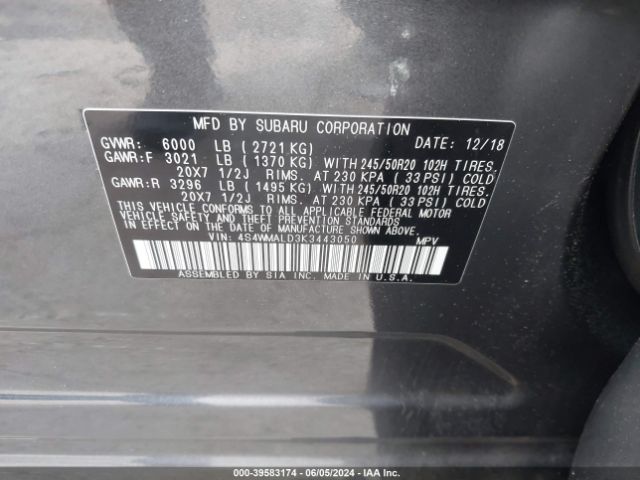 MFD BY SUBARU CORPORATION DATE: 12/18
GVWR: 6000 LB (2721 KG)
GAWR:F 3021 LB (1370 KG) WITH 245/50R20 102H TIRES.
20X7 1/2J RIMS. AT 230 KPA (33 PSI) COLD
GAWR:R 3296 LB (1495 KG) WITH 245/50R20 102H TIRES.
20X7 1/2J RIMS. AT 230 KPA (33 PSI) COLD
THIS VEHICLE CONFORMS TO ALL APPLICABLE FEDERAL MOTOR
VEHICLE SAFETY AND THEFT PREVENTION STANDARDS
IN EFFECT ON THE DATE OF MANUFACTURE SHOWN ABOVE.
VIN: 4S4WMALD3K3443050 MPV
ASSEMBLED BY SIA INC. MADE IN U.S.A.
000-39583174 | 06/05/2024 | IAA Inc.